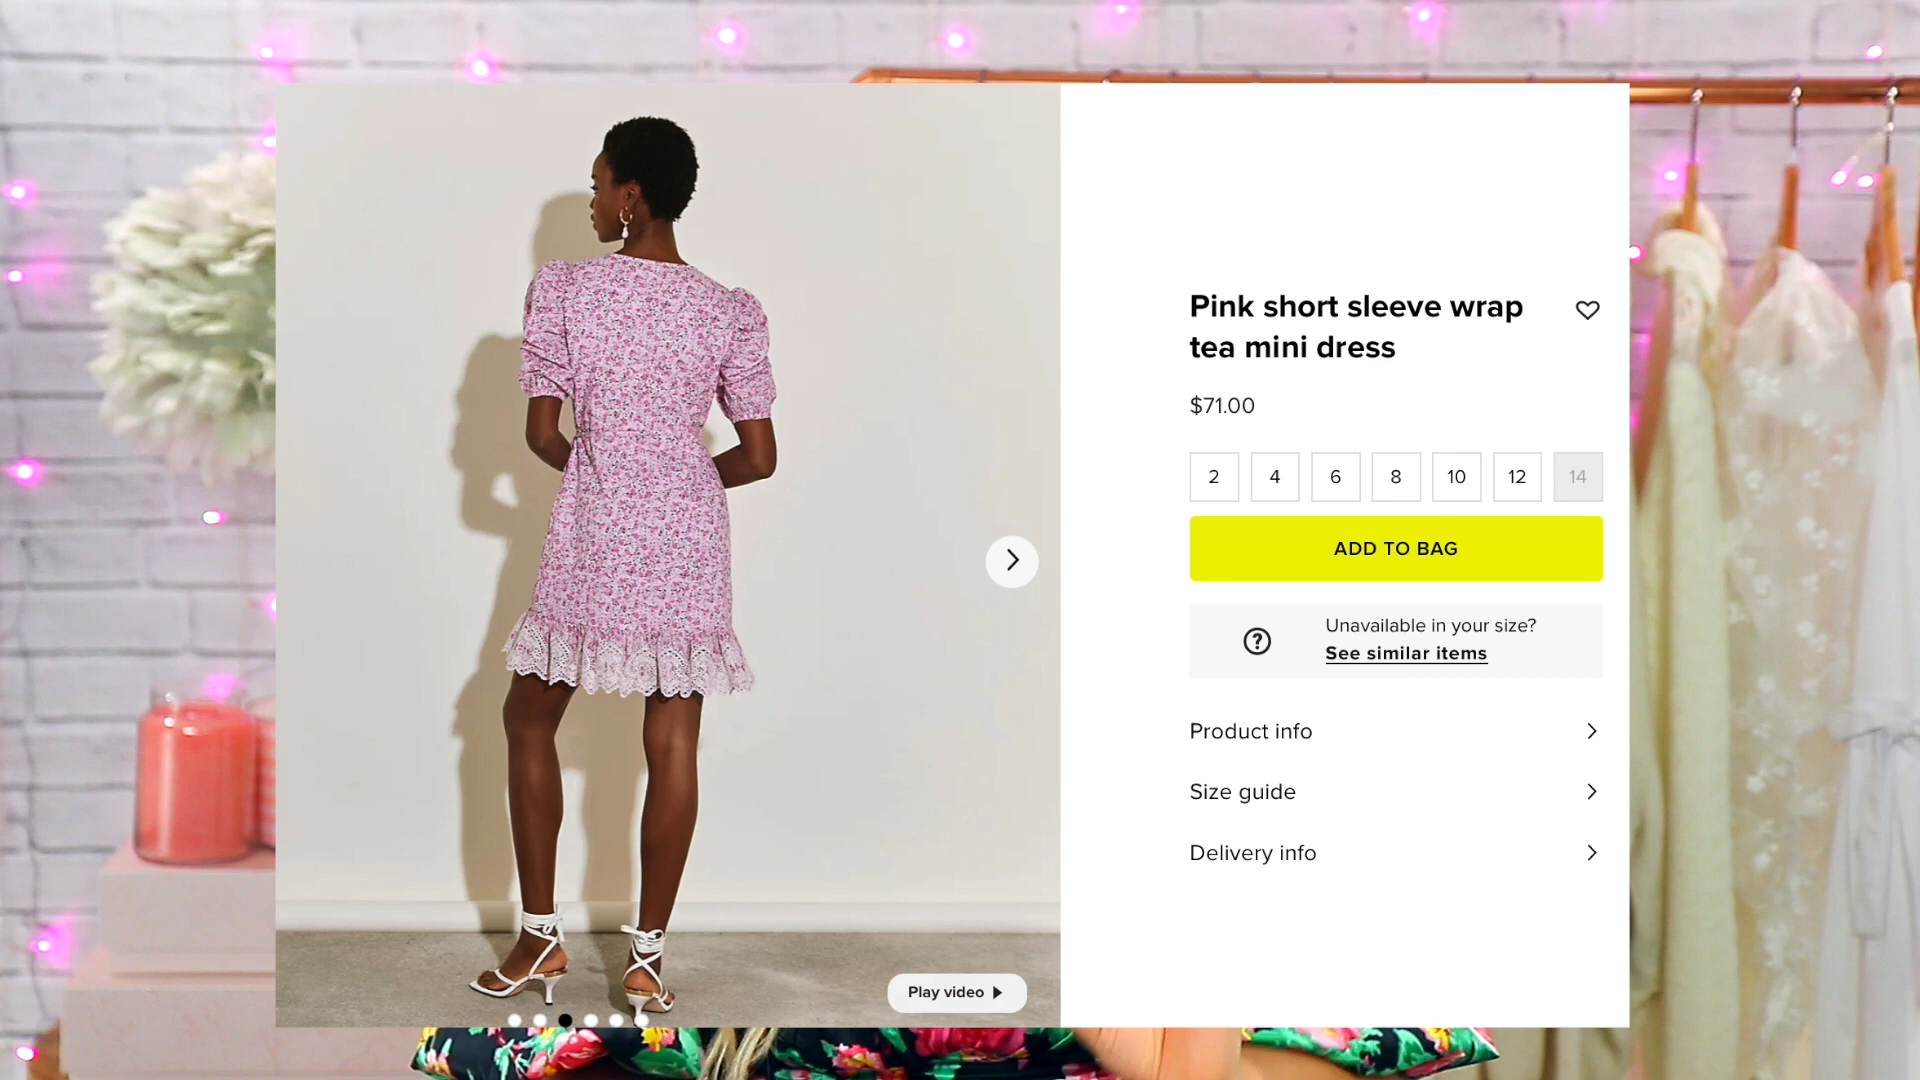 Pink short sleeve wrap
tea mini dress
$71.00
2 4 6 8 10 12 14
ADD TO BAG
Unavailable in your size?
See similar items
Product info
Size guide
Delivery info
Play video